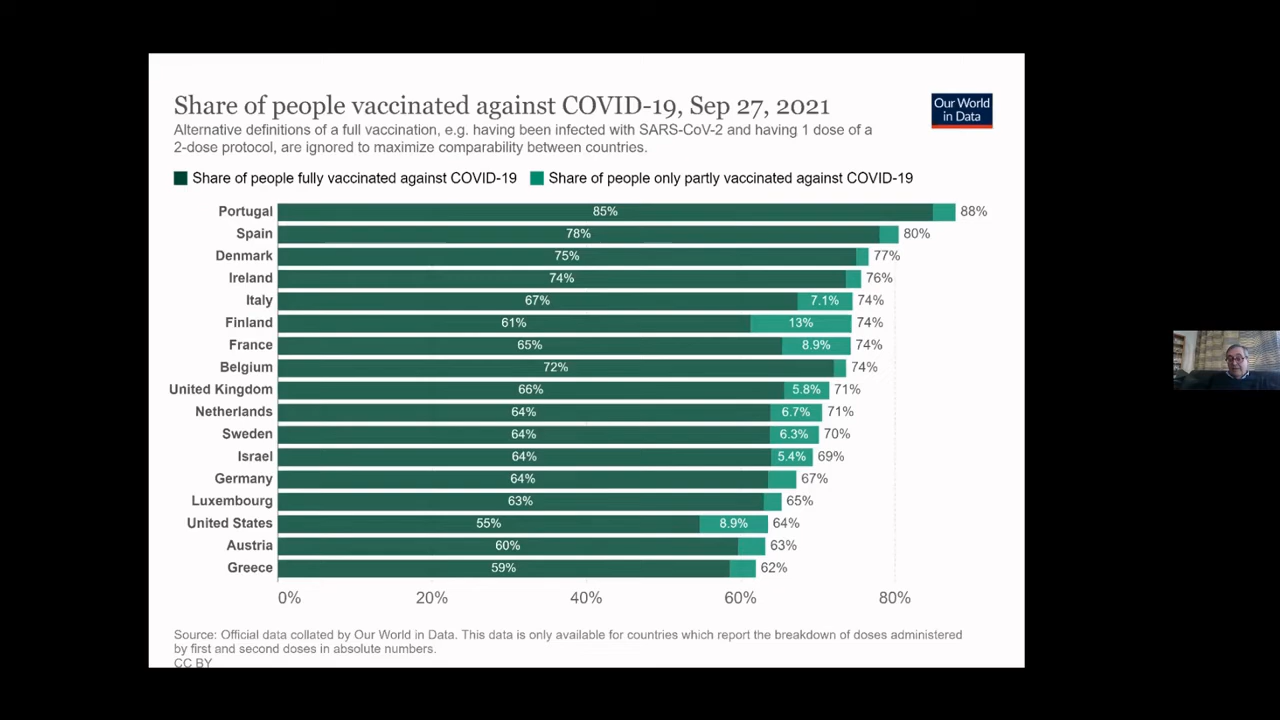 Share of people vaccinated against COVID-19, Sep 27, 2021
Our World
in Data
Alternative definitions of a full vaccination, e.g. having been infected with SARS-CoV-2 and having 1 dose of a
2-dose protocol, are ignored to maximize comparability between countries.
Share of people fully vaccinated against COVID-19 Share of people only partly vaccinated against COVID-19
Portugal 85% 88%
Spain 78% 80%
Denmark 75% 77%
Ireland 74% 76%
Italy 67% 7.1% 74%
Finland 61% 13% 74%
France 65% 8.9% 74%
Belgium 72% 74%
United Kingdom 66% 5.8% 71%
Netherlands 64% 6.7% 71%
Sweden 64% 6.3% 70%
Israel 64% 5.4% 69%
Germany 64% 67%
Luxembourg 63% 65%
United States 55% 8.9% 64%
Austria 60% 63%
Greece 59% 62%
0% 20% 40% 60% 80%
Source: Official data collated by Our World in Data. This data is only available for countries which report the breakdown of doses administered
by first and second doses in absolute numbers.
CC BY